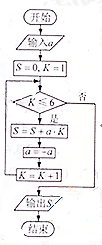 开始
输入a
S=0, K=1
K≤6
否
是
S=S+a·K
a=-a
K=K+1
输出S
结束